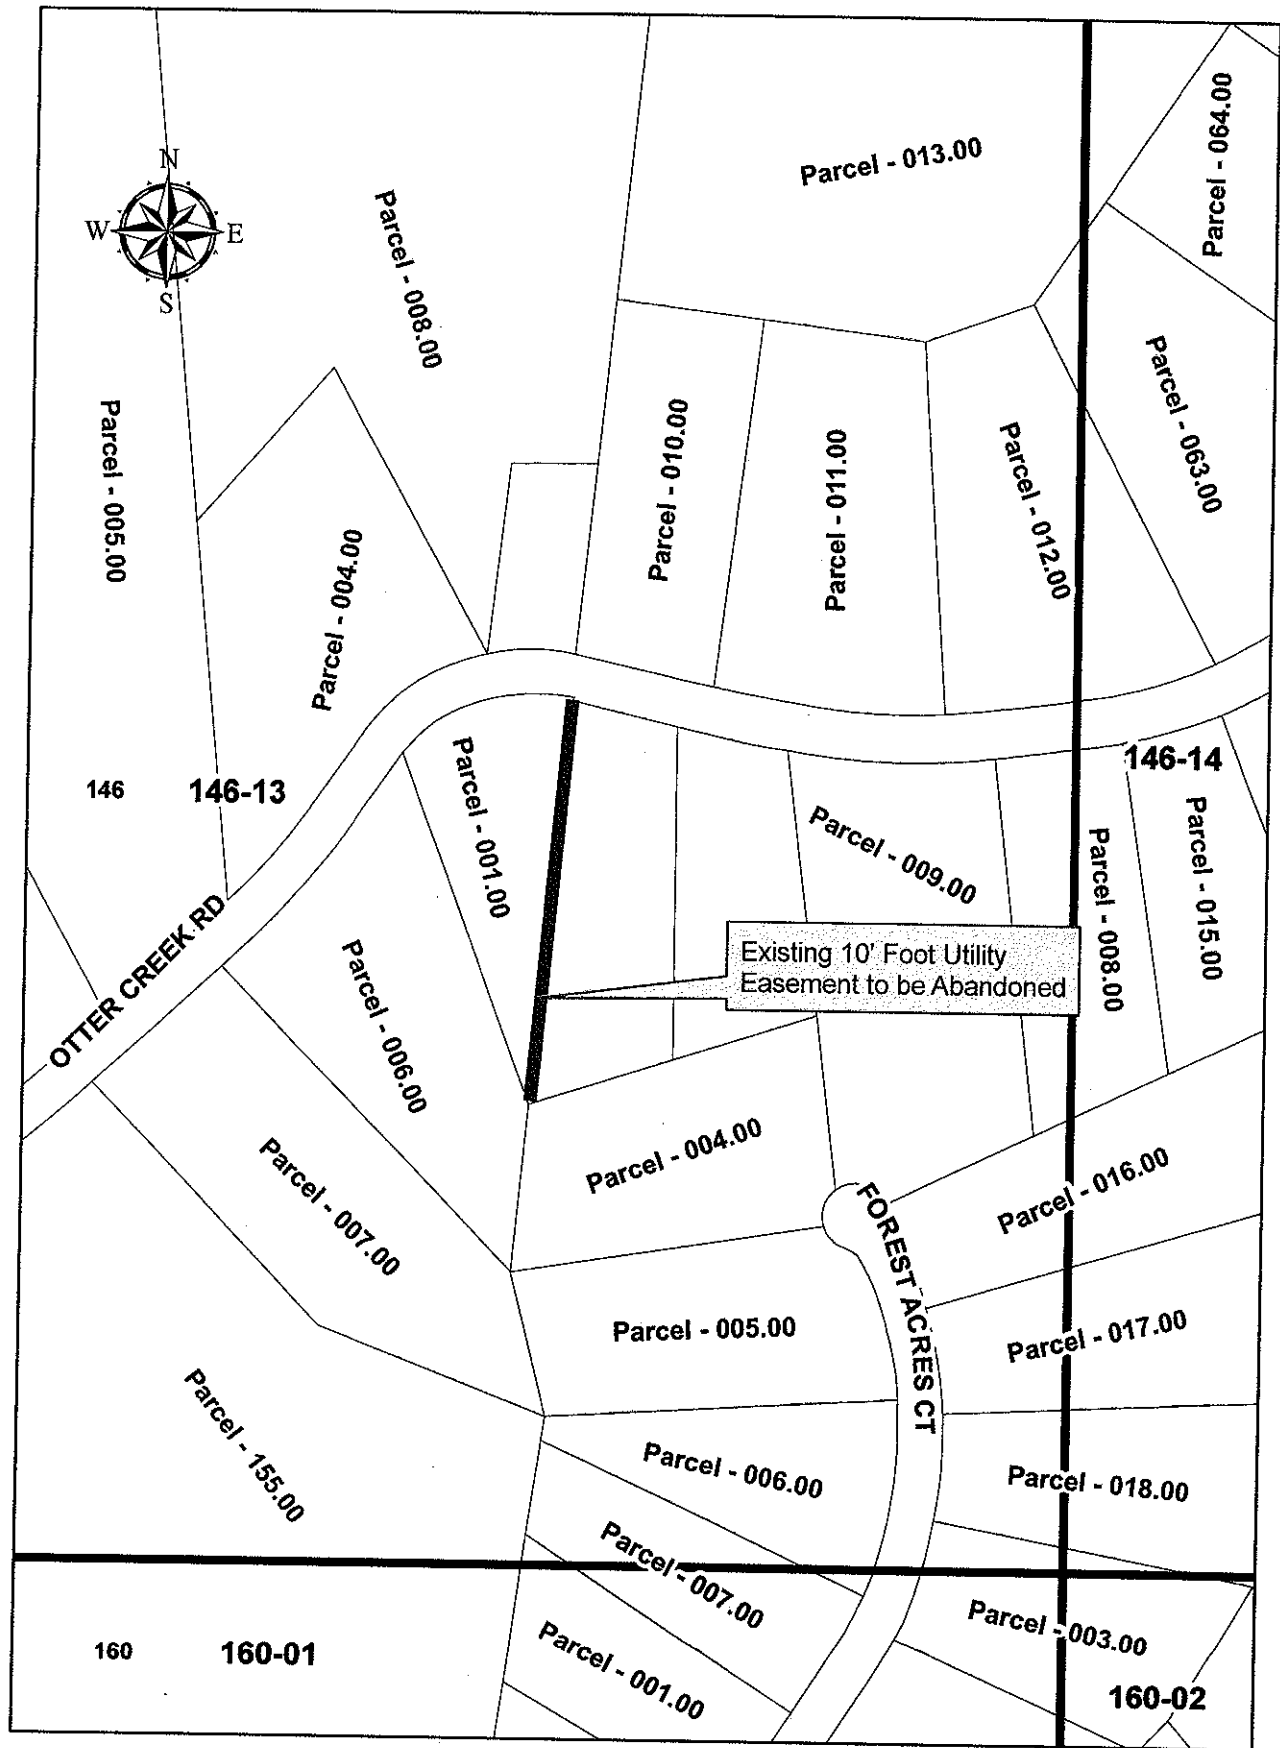 Parcel - 064.00
Parcel - 013.00
N
W
E
S
Parcel - 008.00
Parcel - 005.00
Parcel - 004.00
Parcel - 010.00
Parcel - 011.00
Parcel - 012.00
Parcel - 063.00
146
146-13
Parcel - 001.00
146-14
Parcel - 009.00
Parcel - 008.00
Parcel - 015.00
OTTER CREEK RD
Parcel - 006.00
Existing 10' Foot Utility
Easement to be Abandoned
Parcel - 007.00
Parcel - 004.00
Parcel - 016.00
FOREST ACRES CT
Parcel - 005.00
Parcel - 017.00
Parcel - 155.00
Parcel - 006.00
Parcel - 018.00
Parcel - 007.00
160
160-01
Parcel - 001.00
Parcel - 003.00
160-02